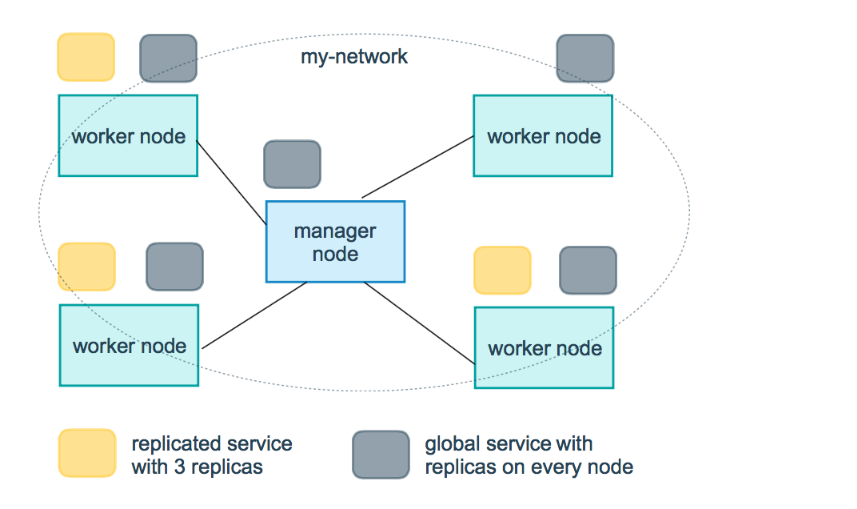 my-network
worker node
worker node
manager
node
worker node
worker node
replicated service
with 3 replicas
global service with
replicas on every node